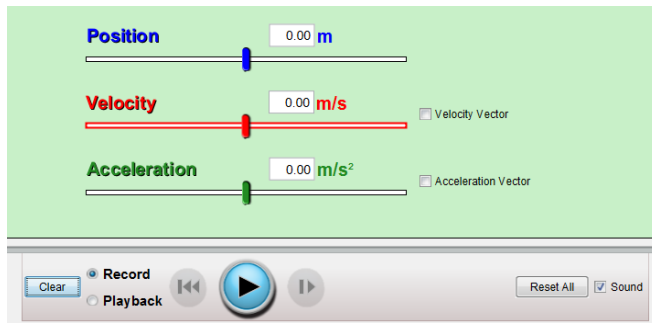 Position 0.00 m
Velocity 0.00 m/s
Velocity Vector
Acceleration 0.00 m/s²
Acceleration Vector
Clear
Record
Playback
Reset All
Sound